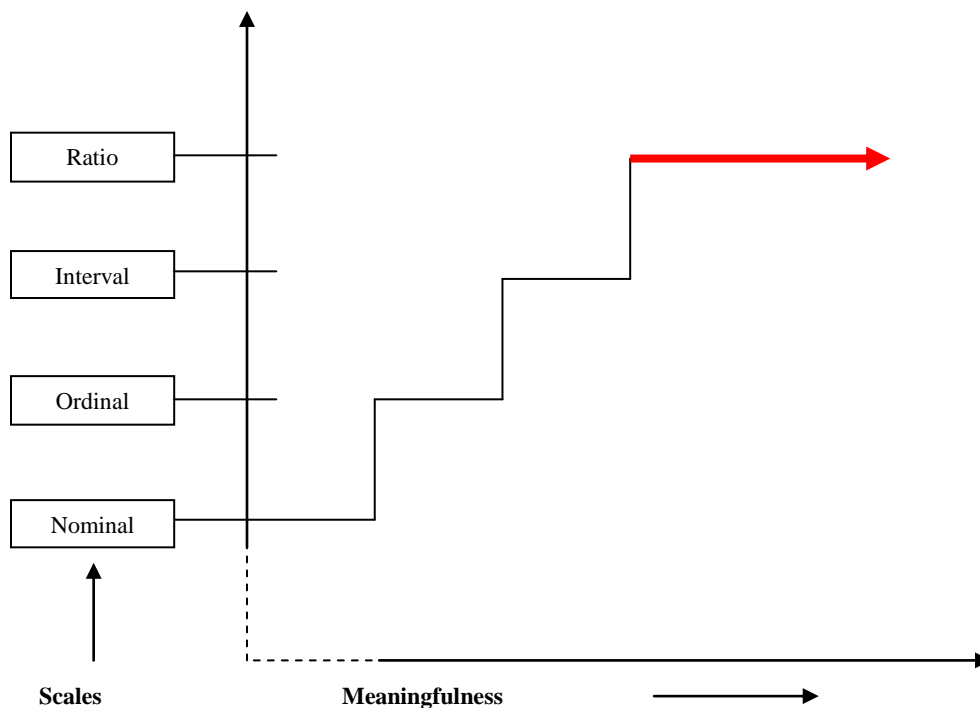 Ratio
Interval
Ordinal
Nominal
Scales Meaningfulness